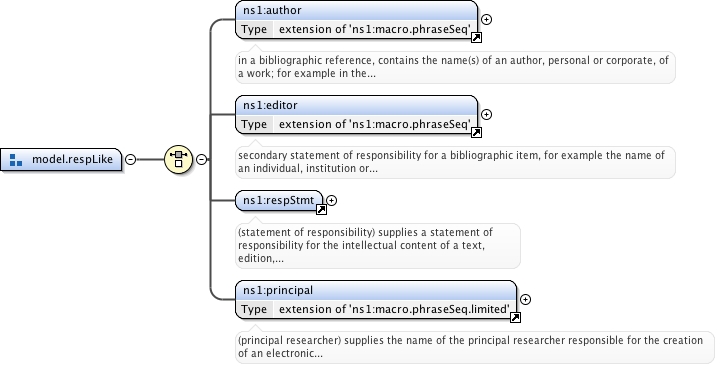 ns1:author
Type extension of 'ns1:macro.phraseSeq'
in a bibliographic reference, contains the name(s) of an author, personal or corporate, of
a work; for example in the...
ns1:editor
Type extension of 'ns1:macro.phraseSeq'
secondary statement of responsibility for a bibliographic item, for example the name of
an individual, institution or...
model.respLike
ns1:respStmt
(statement of responsibility) supplies a statement of
responsibility for the intellectual content of a text,
edition,...
ns1:principal
Type extension of 'ns1:macro.phraseSeq.limited'
(principal researcher) supplies the name of the principal researcher responsible for the creation
of an electronic...